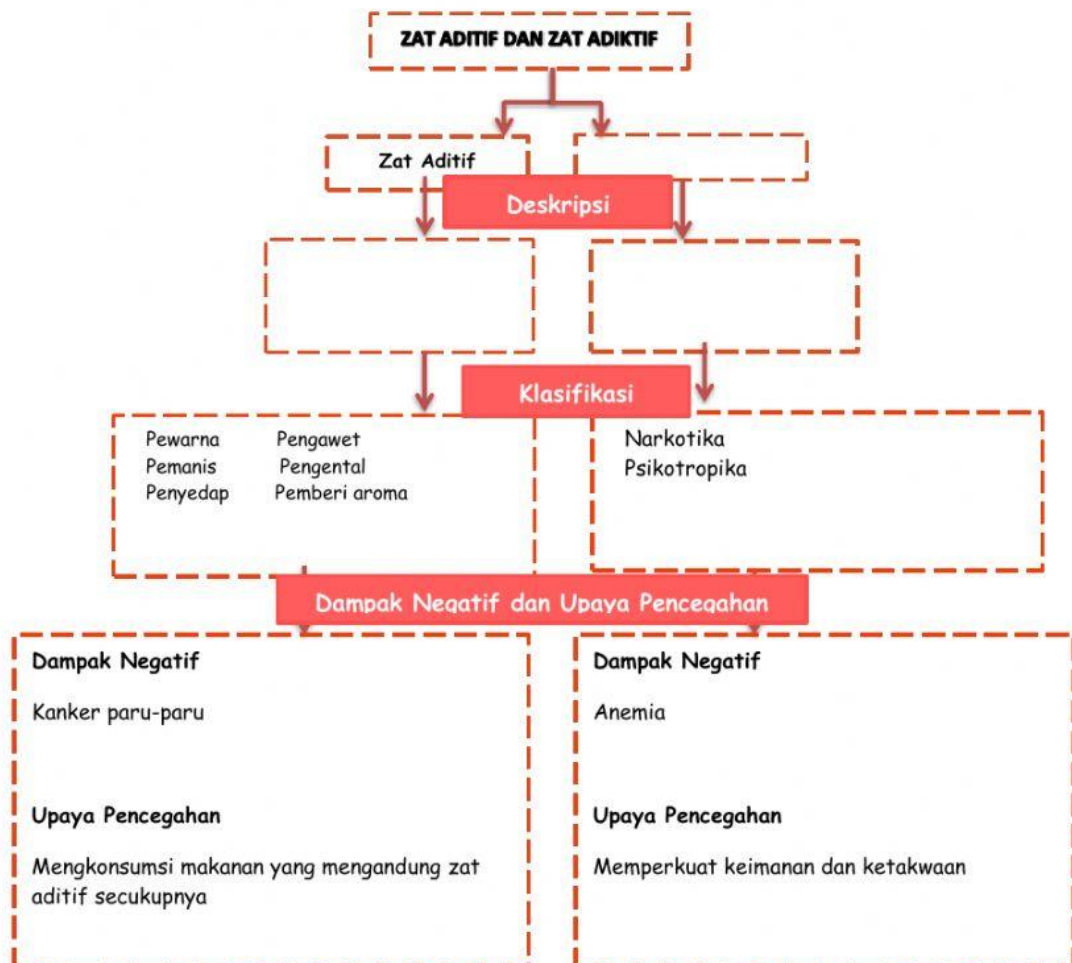 ZAT ADITIF DAN ZAT ADIKTIF
Zat Aditif
Deskripsi
Klasifikasi
Pewarna Pengawet
Pemanis Pengental
Penyedap Pemberi aroma
Narkotika
Psikotropika
Dampak Negatif dan Upaya Pencegahan
Dampak Negatif
Kanker paru-paru
Upaya Pencegahan
Mengkonsumsi makanan yang mengandung zat
aditif secukupnya
Dampak Negatif
Anemia
Upaya Pencegahan
Memperkuat keimanan dan ketakwaan